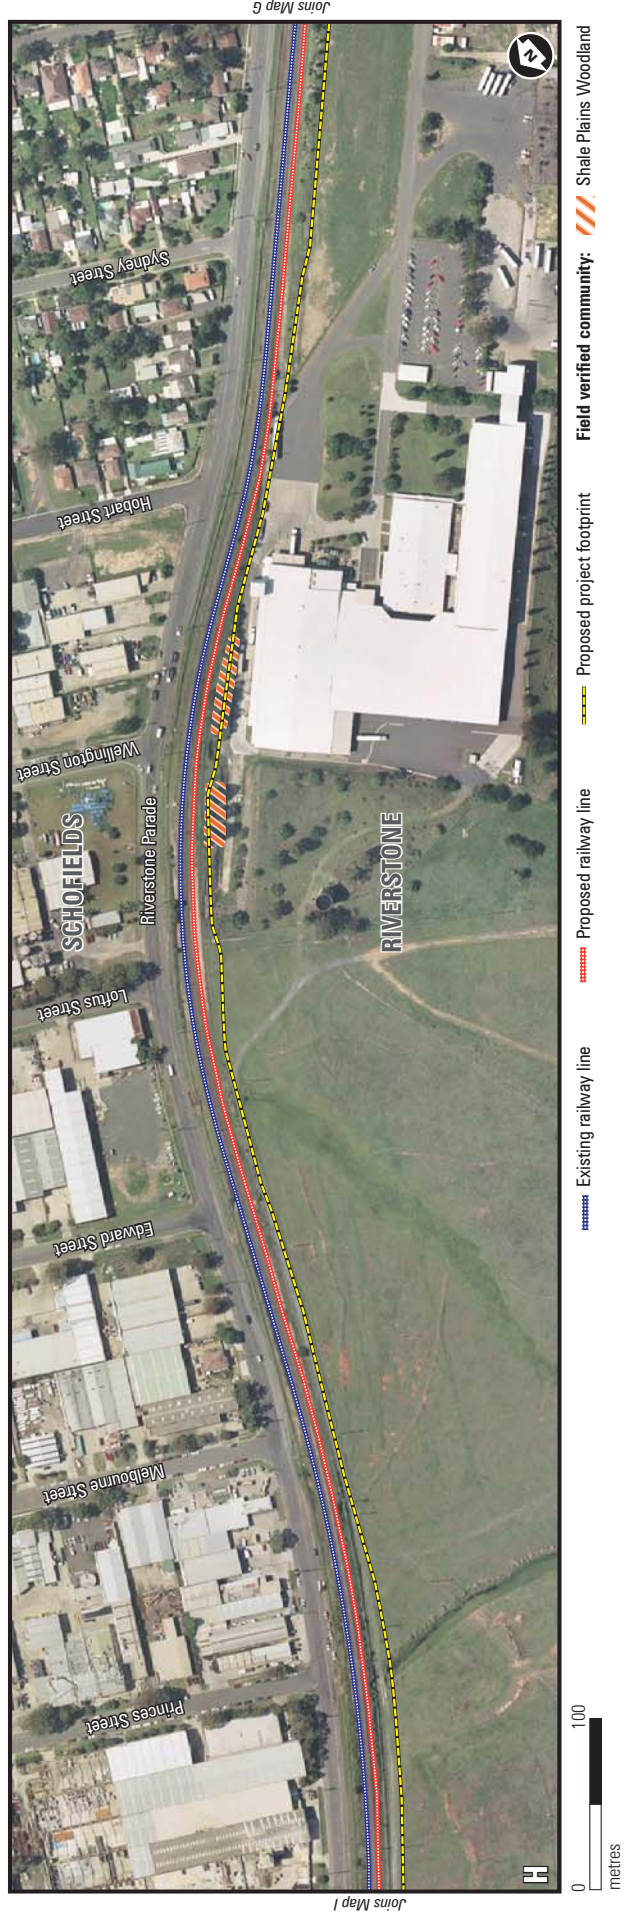 Joins Map G
N
Sydney Street
Hobart Street
Wellington Street
SCHOFIELDS
Riverstone Parade
RIVERSTONE
Loftus Street
Edward Street
Melbourne Street
Princes Street
H
Joins Map I
0 100
metres
Existing railway line
Proposed railway line
Proposed project footprint
Field verified community: Shale Plains Woodland